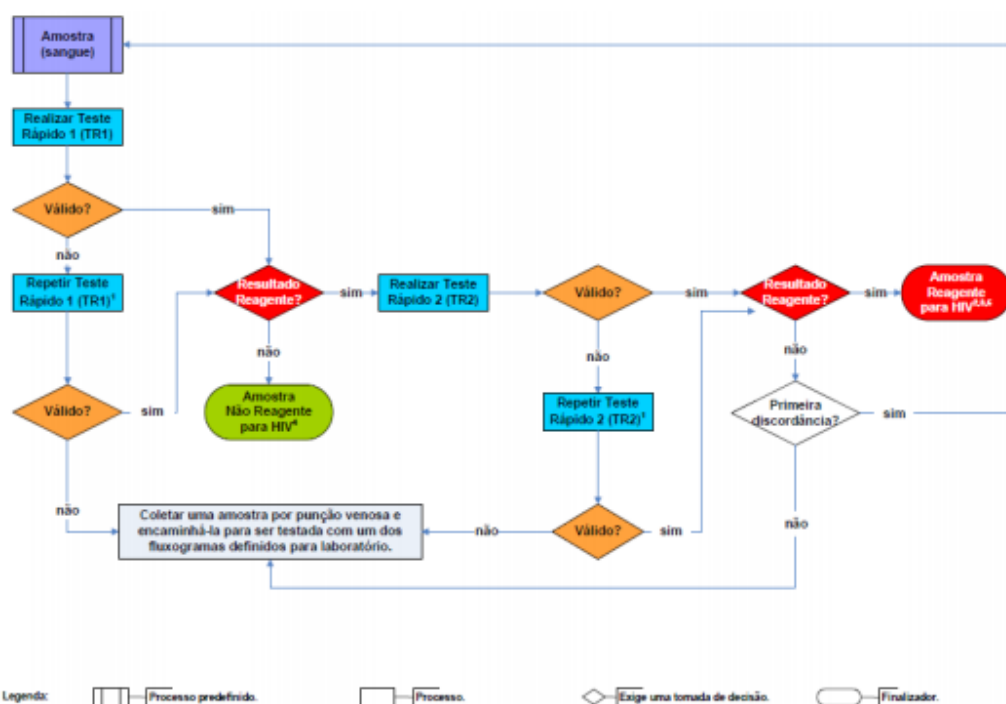 Amostra
(sangue)
Realizar Teste
Rápido 1 (TR1)
Válido?
sim
não
Repetir Teste
Rápido 1 (TR1)¹
Resultado
Reagente?
sim
Realizar Teste
Rápido 2 (TR2)
Válido?
sim
Resultado
Reagente?
sim
Amostra
Reagente
para HIV
não
Amostra
Não Reagente
para HIV⁴
não
Repetir Teste
Rápido 2 (TR2)¹
não
Primeira
discordância?
sim
Válido?
sim
não
Coletar uma amostra por punção venosa e
encaminhá-la para ser testada com um dos
fluxogramas definidos para laboratório.
não
Válido?
sim
não
Legenda:
Processo predefinido.
Processo.
Exige uma tomada de decisão.
Finalizador.